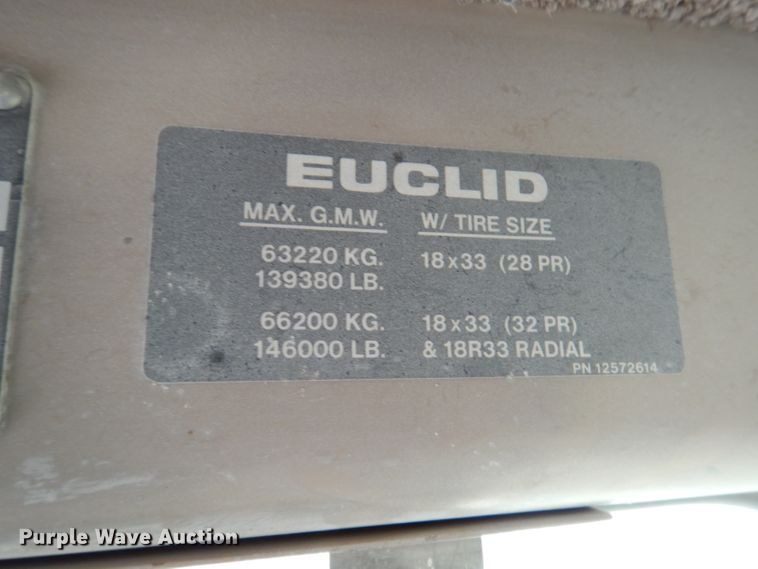 EUCLID
MAX. G.M.W. W/ TIRE SIZE
63220 KG. 18x33 (28 PR)
139380 LB.
66200 KG. 18x33 (32 PR)
146000 LB. & 18R33 RADIAL
PN 12572614
Purple Wave Auction®